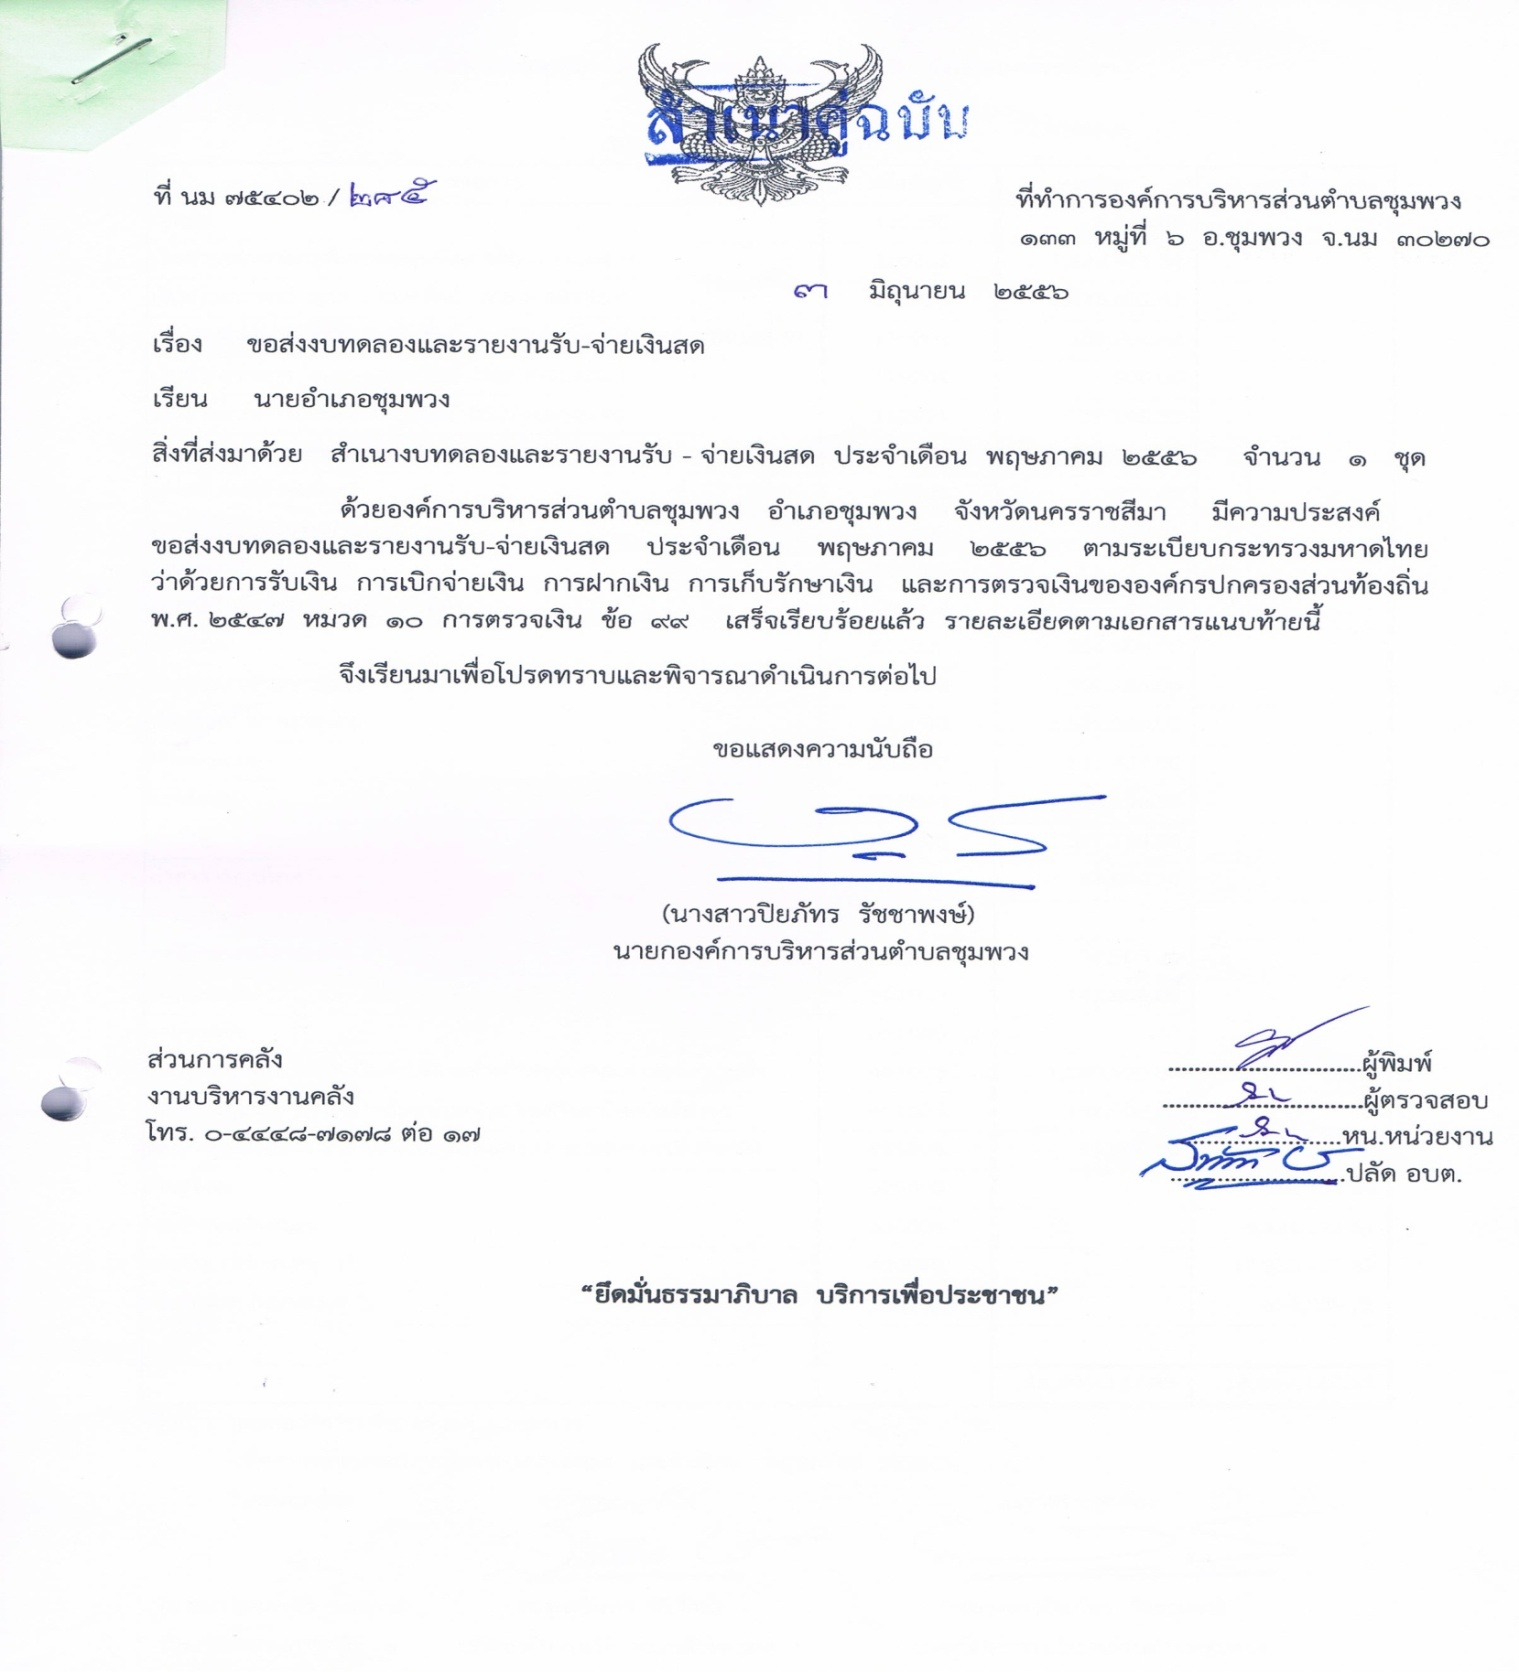 สำเนาคู่ฉบับ
ที่ นม ๗๕๔๐๒ / ๒๘๕
ที่ทำการองค์การบริหารส่วนตำบลชุมพวง
๑๓๓ หมู่ที่ ๖ อ.ชุมพวง จ.นม ๓๐๒๗๐
๓ มิถุนายน ๒๕๕๖
เรื่อง ขอส่งงบทดลองและรายงานรับ-จ่ายเงินสด
เรียน นายอำเภอชุมพวง
สิ่งที่ส่งมาด้วย สำเนางบทดลองและรายงานรับ - จ่ายเงินสด ประจำเดือน พฤษภาคม ๒๕๕๖ จำนวน ๑ ชุด
ด้วยองค์การบริหารส่วนตำบลชุมพวง อำเภอชุมพวง จังหวัดนครราชสีมา มีความประสงค์
ขอส่งงบทดลองและรายงานรับ-จ่ายเงินสด ประจำเดือน พฤษภาคม ๒๕๕๖ ตามระเบียบกระทรวงมหาดไทย
ว่าด้วยการรับเงิน การเบิกจ่ายเงิน การฝากเงิน การเก็บรักษาเงิน และการตรวจเงินขององค์กรปกครองส่วนท้องถิ่น
พ.ศ. ๒๕๔๗ หมวด ๑๐ การตรวจเงิน ข้อ ๙๙ เสร็จเรียบร้อยแล้ว รายละเอียดตามเอกสารแนบท้ายนี้
จึงเรียนมาเพื่อโปรดทราบและพิจารณาดำเนินการต่อไป
ขอแสดงความนับถือ
(นางสาวปิยภัทร รัชชาพงษ์)
นายกองค์การบริหารส่วนตำบลชุมพวง
ส่วนการคลัง
งานบริหารงานคลัง
โทร. ๐-๔๔๔๘-๗๑๗๘ ต่อ ๑๗
..............................ผู้พิมพ์
..............................ผู้ตรวจสอบ
..............................หน.หน่วยงาน
..............................ปลัด อบต.
“ยึดมั่นธรรมาภิบาล บริการเพื่อประชาชน”